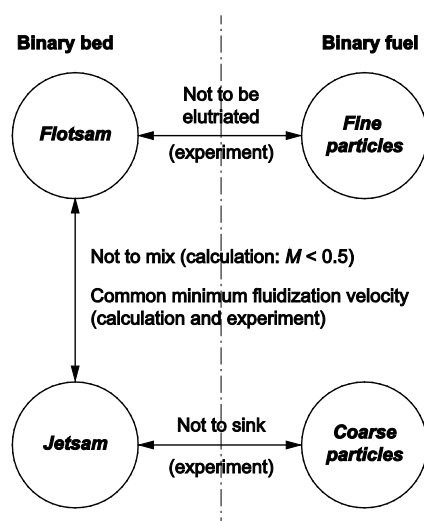 Binary bed
Binary fuel
Flotsam
Not to be
elutriated
(experiment)
Fine
particles
Not to mix (calculation: M < 0.5)
Common minimum fluidization velocity
(calculation and experiment)
Jetsam
Not to sink
(experiment)
Coarse
particles